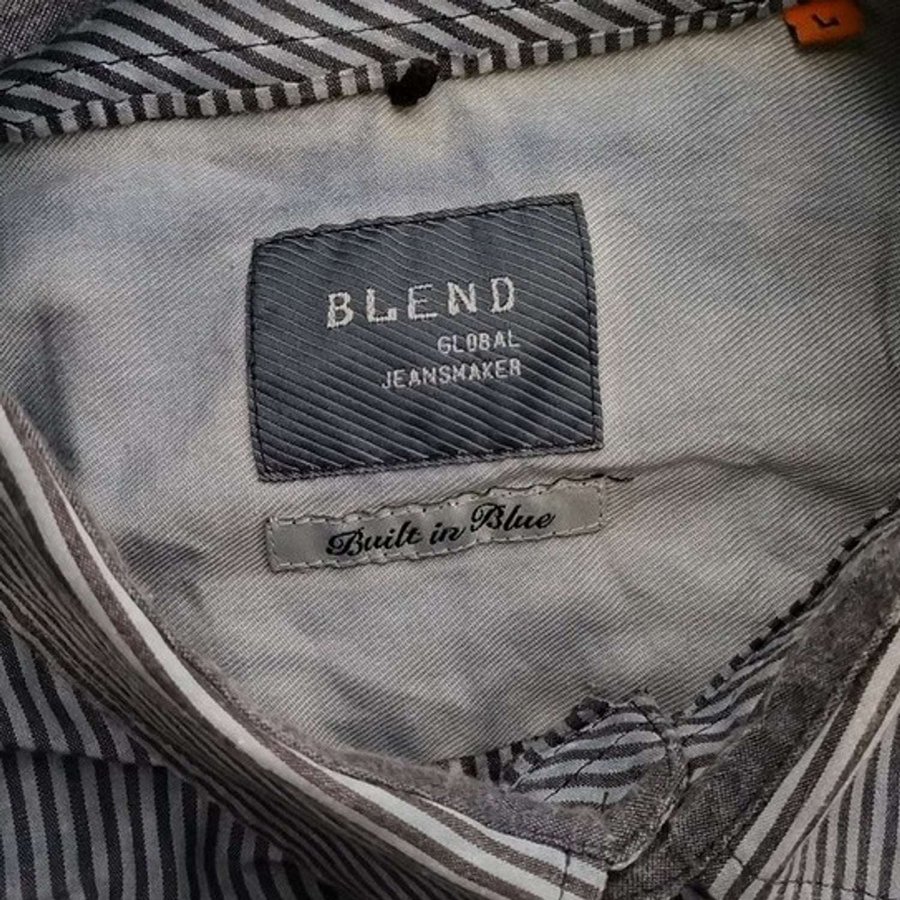 L
BLEND
GLOBAL
JEANSMAKER
Built in Blue